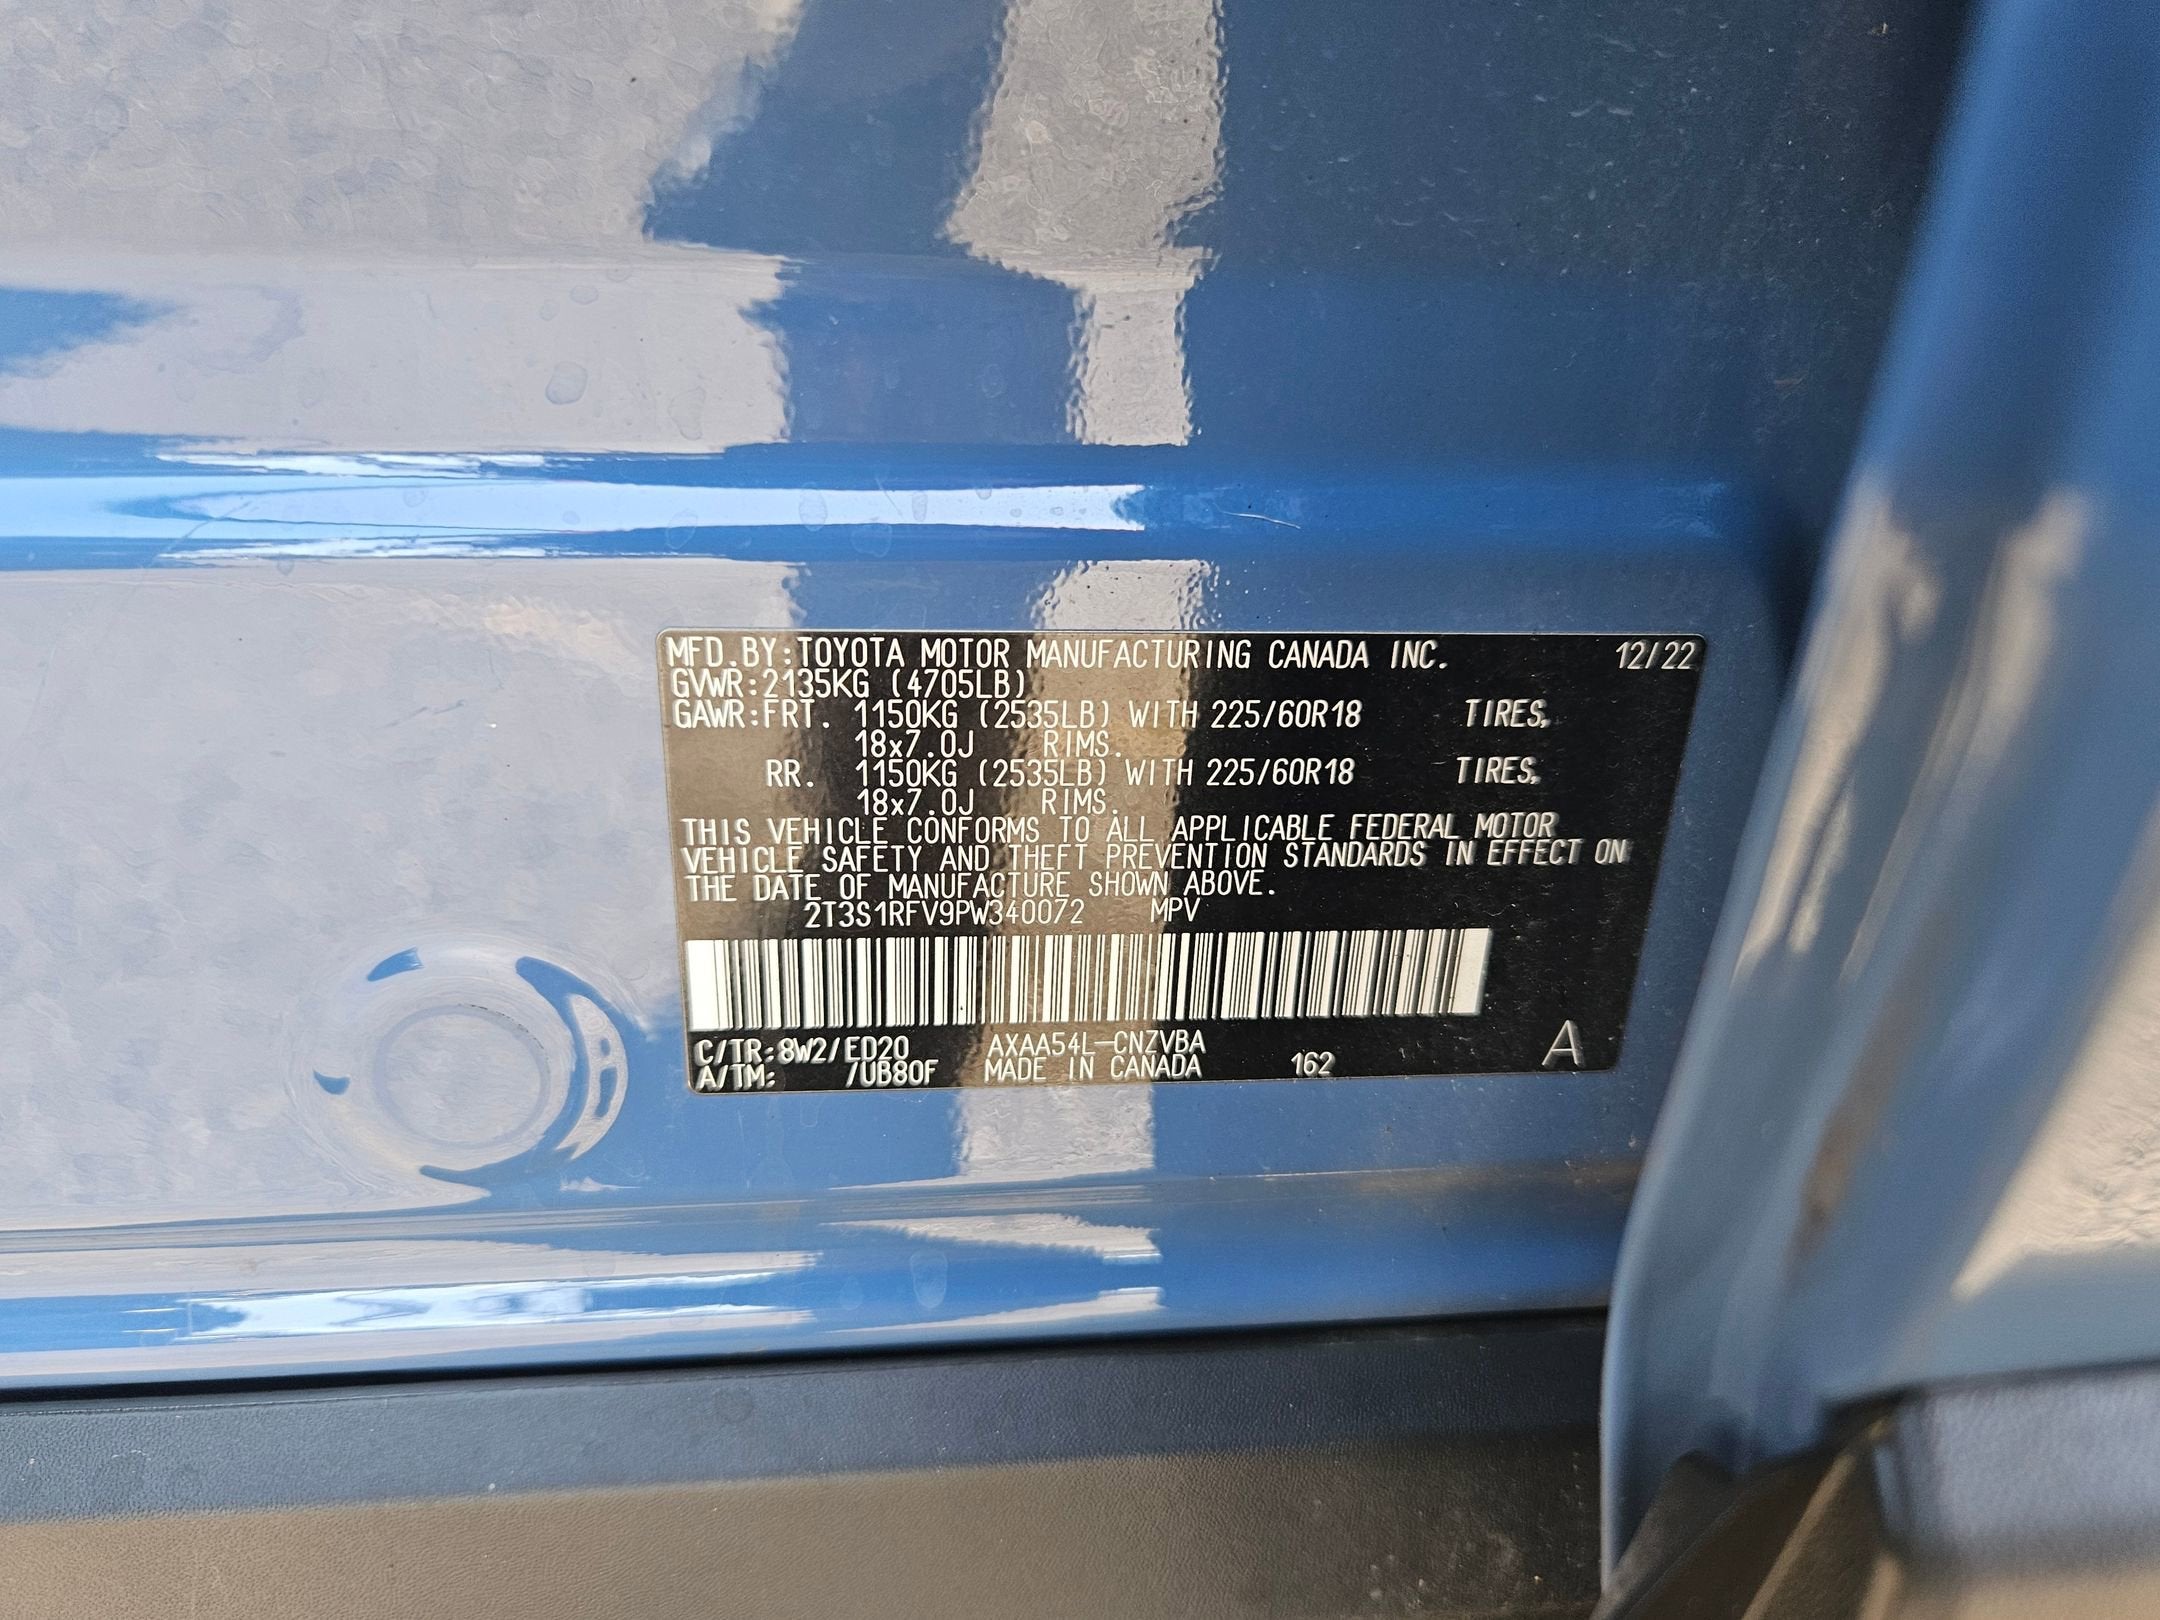 MFD.BY:TOYOTA MOTOR MANUFACTURING CANADA INC. 12/22
GVWR:2135KG (4705LB)
GAWR:FRT. 1150KG (2535LB) WITH 225/60R18 TIRES,
18x7.0J RIMS.
RR. 1150KG (2535LB) WITH 225/60R18 TIRES,
18x7.0J RIMS.
THIS VEHICLE CONFORMS TO ALL APPLICABLE FEDERAL MOTOR
VEHICLE SAFETY AND THEFT PREVENTION STANDARDS IN EFFECT ON
THE DATE OF MANUFACTURE SHOWN ABOVE.
2T3S1RFV9PW340072 MPV
C/TR:8W2/ED20 AXAA54L-CNZVBA
A/TM: /UB80F MADE IN CANADA 162 A